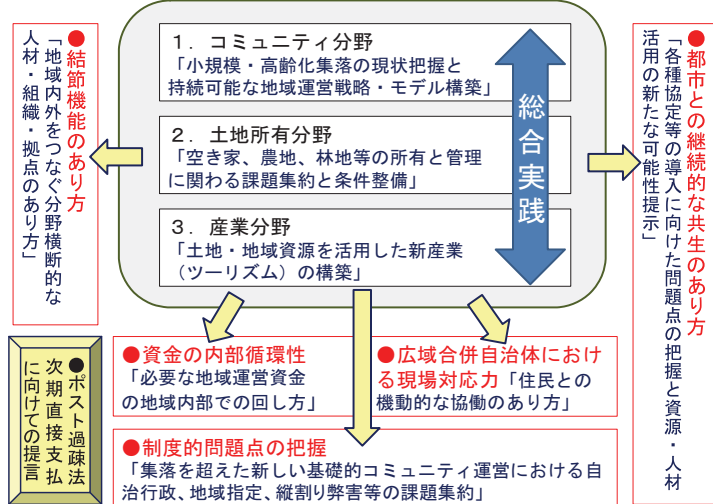 ●結節機能のあり方
「地域内外をつなぐ分野横断的な
人材・組織・拠点のあり方」
1．コミュニティ分野
「小規模・高齢化集落の現状把握と
持続可能な地域運営戦略・モデル構築」
2．土地所有分野
「空き家、農地、林地等の所有と管理
に関わる課題集約と条件整備」
3．産業分野
「土地・地域資源を活用した新産業
（ツーリズム）の構築」
総合実践
●都市との継続的な共生のあり方
「各種協定等の導入に向けた問題点の把握と資源・人材
活用の新たな可能性提示」
●ポスト過疎法
次期直接支払
に向けての提言
●資金の内部循環性
「必要な地域運営資金
の地域内部での回し方」
●広域合併自治体におけ
る現場対応力「住民との
機動的な協働のあり方」
●制度的問題点の把握
「集落を超えた新しい基礎的コミュニティ運営における自
治行政、地域指定、縦割り弊害等の課題集約」